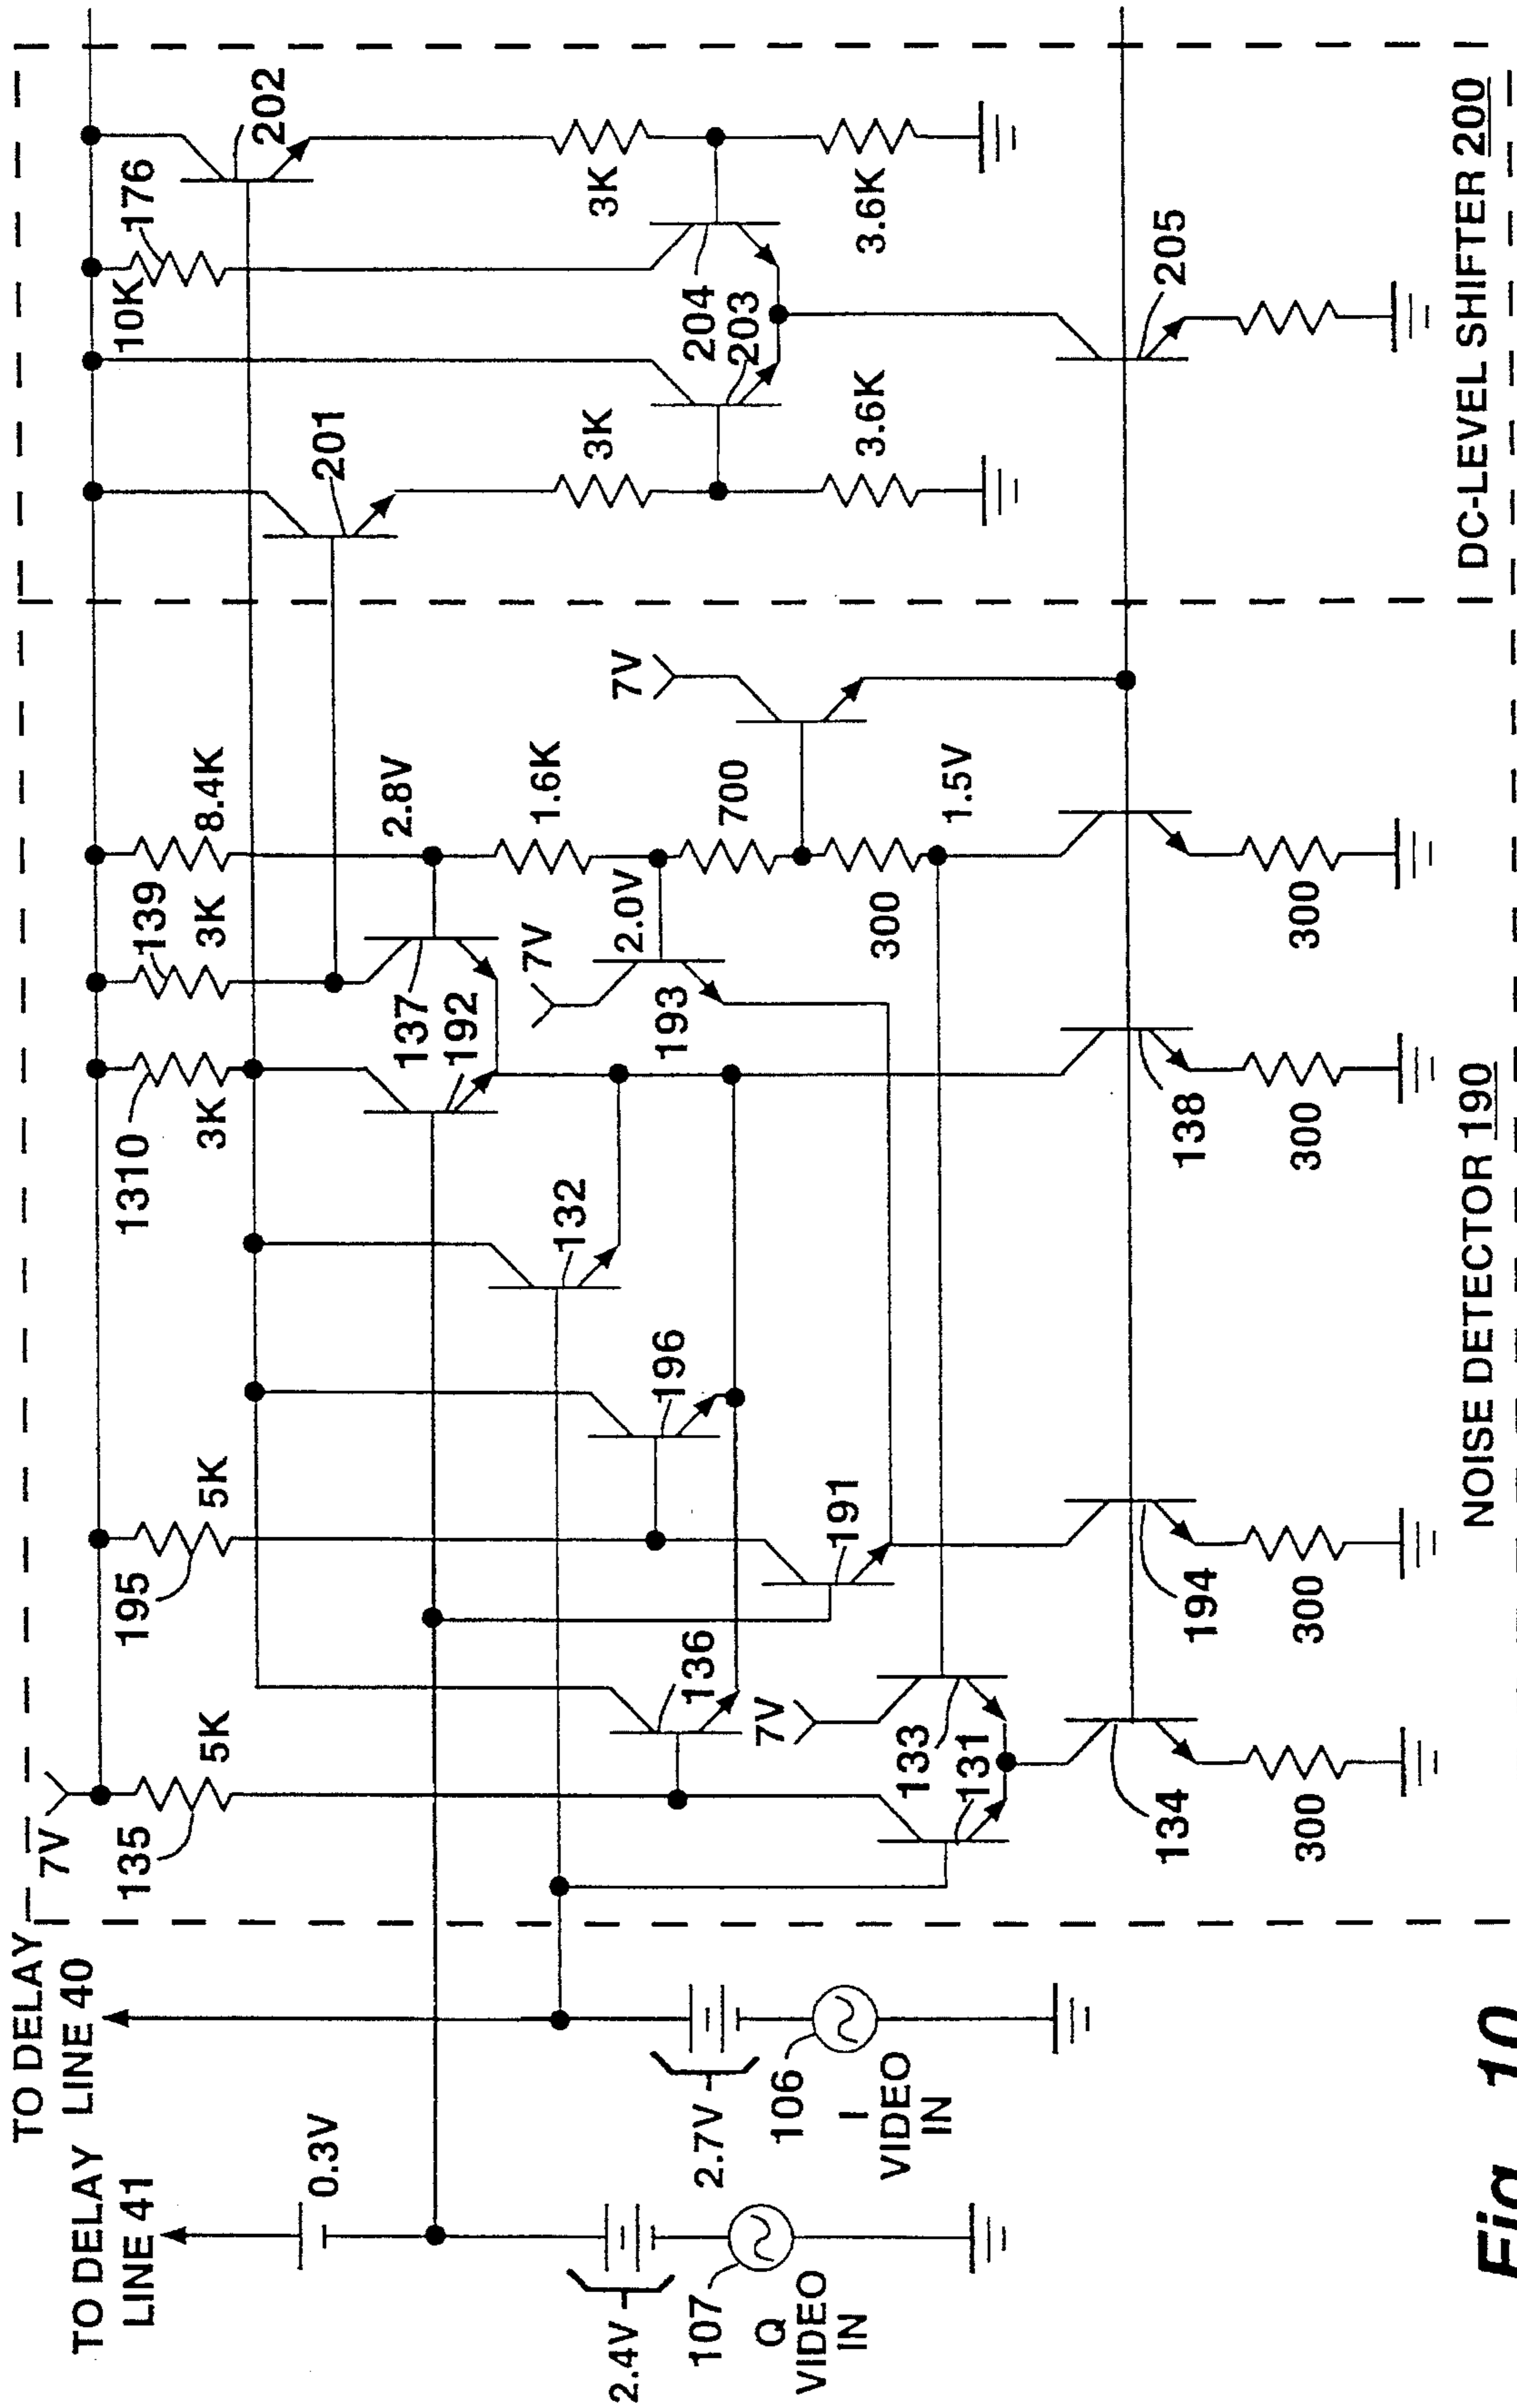 TO DELAY
LINE 41
0.3V
2.4V
107
Q
VIDEO
IN
TO DELAY
LINE 40
2.7V
106
I
VIDEO
IN
7V
135
5K
195
5K
1310
3K
139
3K
8.4K
2.8V
136
196
132
137
192
1.6K
7V
2.0V
193
700
7V
300
1.5V
7V
133
131
191
134
194
138
300
300
300
300
NOISE DETECTOR 190
201
10K
176
202
3K
3K
204
203
3.6K
3.6K
205
DC-LEVEL SHIFTER 200
Fig. 10